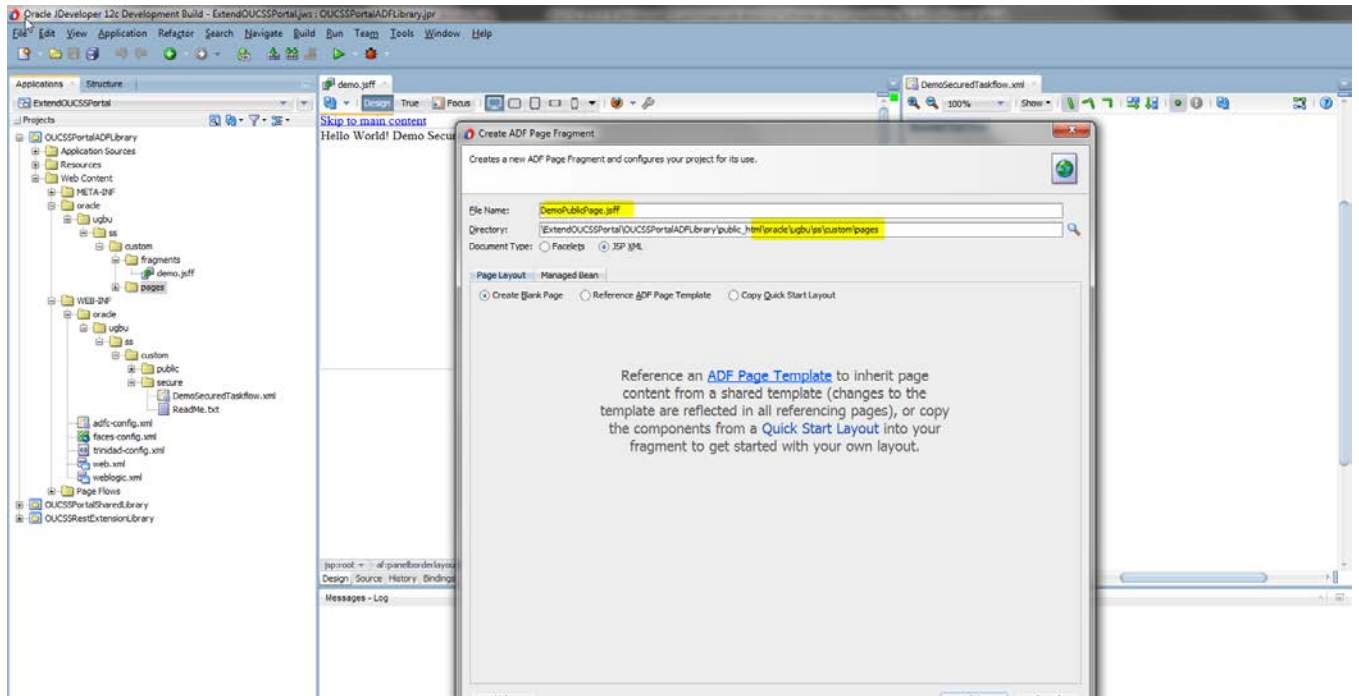 Oracle JDeveloper 12c Development Build - ExtendOUCSSPortal.jws : OUCSSPortalADFLibrary.jpr
File Edit View Application Refactor Search Navigate Build Run Team Tools Window Help
Applications Structure
ExtendOUCSSPortal
Projects
OUCSSPortalADFLibrary
Application Sources
Resources
Web Content
META-INF
oracle
ugbu
ss
custom
fragments
demo.jsff
pages
WEB-INF
oracle
ugbu
ss
custom
public
secure
DemoSecuredTaskflow.xml
ReadMe.txt
adfc-config.xml
faces-config.xml
trinidad-config.xml
web.xml
weblogic.xml
Page Flows
OUCSSPortalSharedLibrary
OUCSSRestExtensionLibrary
demo.jsff
Design True Focus
Skip to main content
Hello World! Demo Secu
jsp:root af:panelborderlayou
Design Source History Bindings
Messages - Log
DemoSecuredTaskflow.xml
100% Show
Create ADF Page Fragment
Creates a new ADF Page Fragment and configures your project for its use.
File Name: DemoPublicPage.jsff
Directory: \ExtendOUCSSPortal\OUCSSPortalADFLibrary\public_html\oracle\ugbu\ss\custom\pages
Document Type: Facelets JSP XML
Page Layout Managed Bean
Create Blank Page Reference ADF Page Template Copy Quick Start Layout
Reference an ADF Page Template to inherit page
content from a shared template (changes to the
template are reflected in all referencing pages), or copy
the components from a Quick Start Layout into your
fragment to get started with your own layout.